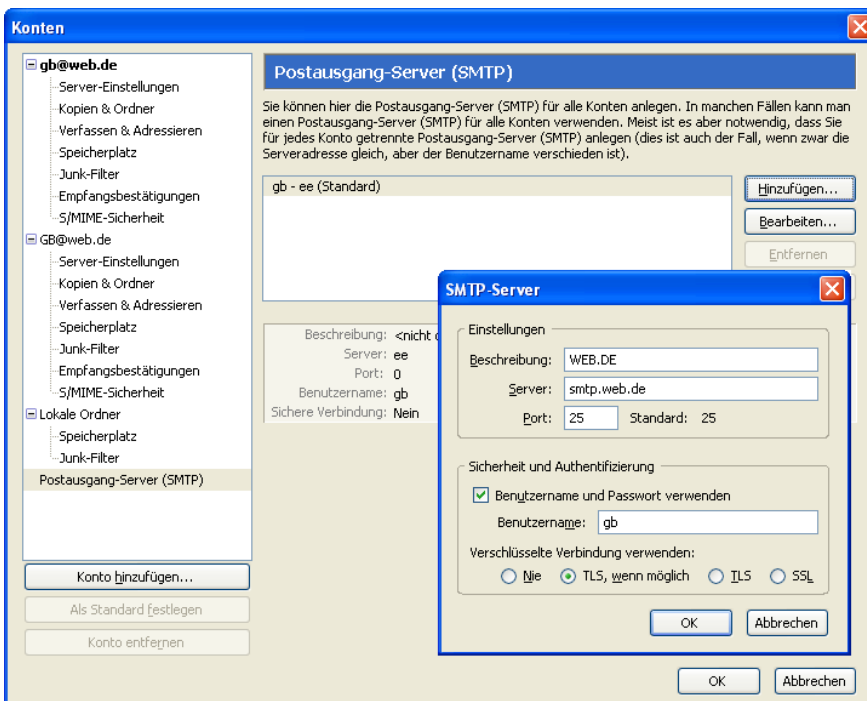 Konten
gb@web.de
Server-Einstellungen
Kopien & Ordner
Verfassen & Adressieren
Speicherplatz
Junk-Filter
Empfangsbestätigungen
S/MIME-Sicherheit
GB@web.de
Server-Einstellungen
Kopien & Ordner
Verfassen & Adressieren
Speicherplatz
Junk-Filter
Empfangsbestätigungen
S/MIME-Sicherheit
Lokale Ordner
Speicherplatz
Junk-Filter
Postausgang-Server (SMTP)
Konto hinzufügen...
Als Standard festlegen
Konto entfernen
Postausgang-Server (SMTP)
Sie können hier die Postausgang-Server (SMTP) für alle Konten anlegen. In manchen Fällen kann man
einen Postausgang-Server (SMTP) für alle Konten verwenden. Meist ist es aber notwendig, dass Sie
für jedes Konto getrennte Postausgang-Server (SMTP) anlegen (dies ist auch der Fall, wenn zwar die
Serveradresse gleich, aber der Benutzername verschieden ist).
gb - ee (Standard)
Hinzufügen...
Bearbeiten...
Entfernen
Beschreibung: <nicht
Server: ee
Port: 0
Benutzername: gb
Sichere Verbindung: Nein
SMTP-Server
Einstellungen
Beschreibung: WEB.DE
Server: smtp.web.de
Port: 25 Standard: 25
Sicherheit und Authentifizierung
Benutzername und Passwort verwenden
Benutzername: gb
Verschlüsselte Verbindung verwenden:
Nie TLS, wenn möglich TLS SSL
OK Abbrechen
OK Abbrechen